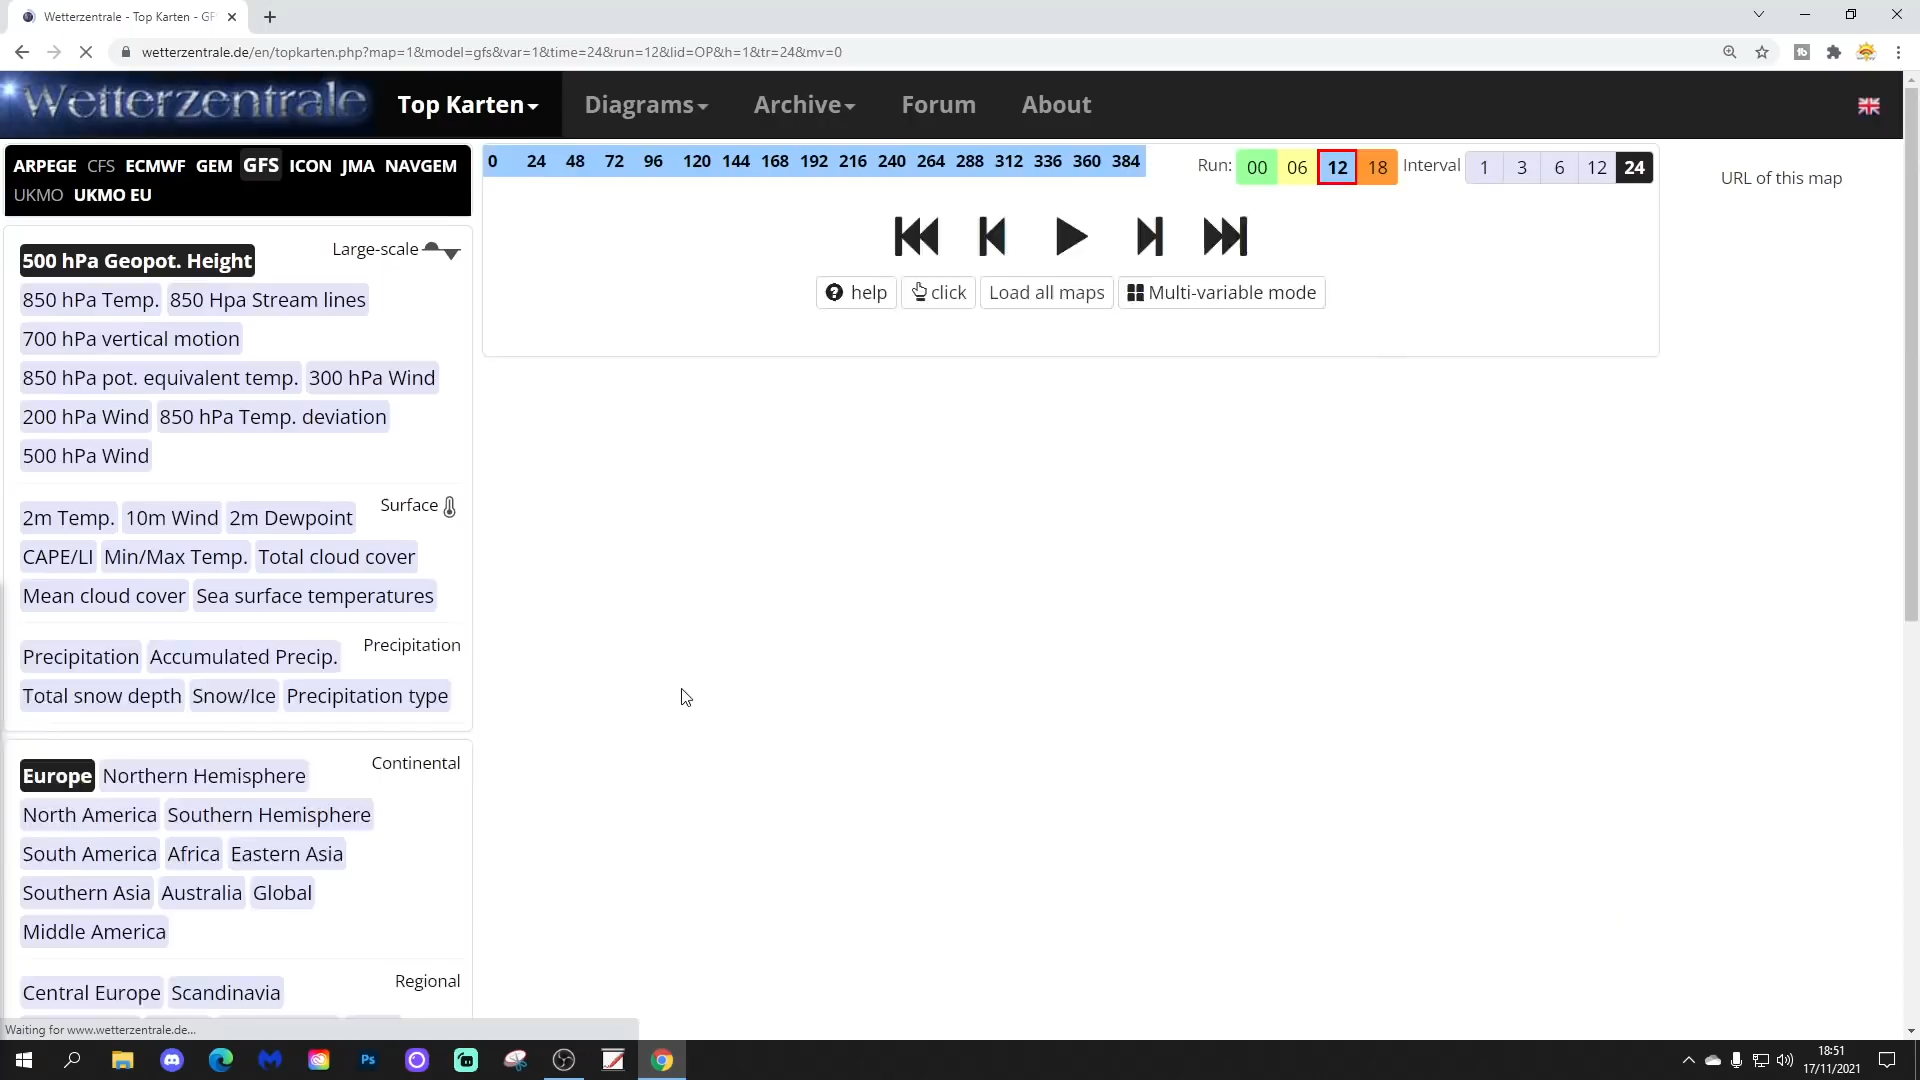 Wetterzentrale - Top Karten - GF
wetterzentrale.de/en/topkarten.php?map=1&model=gfs&var=1&time=24&run=12&lid=OP&h=1&tr=24&mv=0
Wetterzentrale Top Karten Diagrams Archive Forum About
ARPEGE CFS ECMWF GEM GFS ICON JMA NAVGEM
UKMO UKMO EU
0 24 48 72 96 120 144 168 192 216 240 264 288 312 336 360 384
Run: 00 06 12 18 Interval 1 3 6 12 24
URL of this map
help click Load all maps Multi-variable mode
Large-scale
500 hPa Geopot. Height
850 hPa Temp. 850 Hpa Stream lines
700 hPa vertical motion
850 hPa pot. equivalent temp. 300 hPa Wind
200 hPa Wind 850 hPa Temp. deviation
500 hPa Wind
Surface
2m Temp. 10m Wind 2m Dewpoint
CAPE/LI Min/Max Temp. Total cloud cover
Mean cloud cover Sea surface temperatures
Precipitation
Precipitation Accumulated Precip.
Total snow depth Snow/Ice Precipitation type
Continental
Europe Northern Hemisphere
North America Southern Hemisphere
South America Africa Eastern Asia
Southern Asia Australia Global
Middle America
Regional
Central Europe Scandinavia
Waiting for www.wetterzentrale.de...
Ps
18:51
17/11/2021